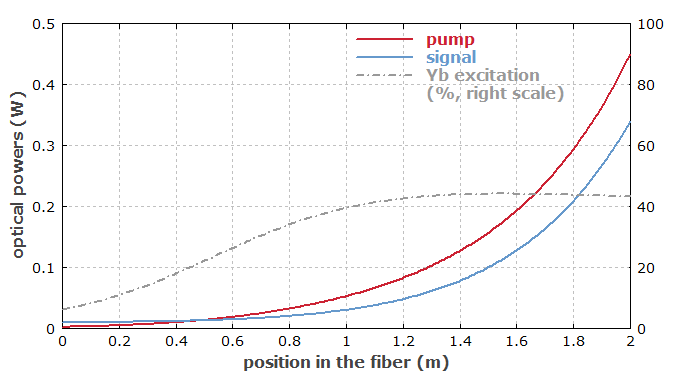 0.5
0.4
0.3
0.2
0.1
0
optical powers (W)
pump
signal
Yb excitation
(%, right scale)
100
80
60
40
20
0
0 0.2 0.4 0.6 0.8 1 1.2 1.4 1.6 1.8 2
position in the fiber (m)